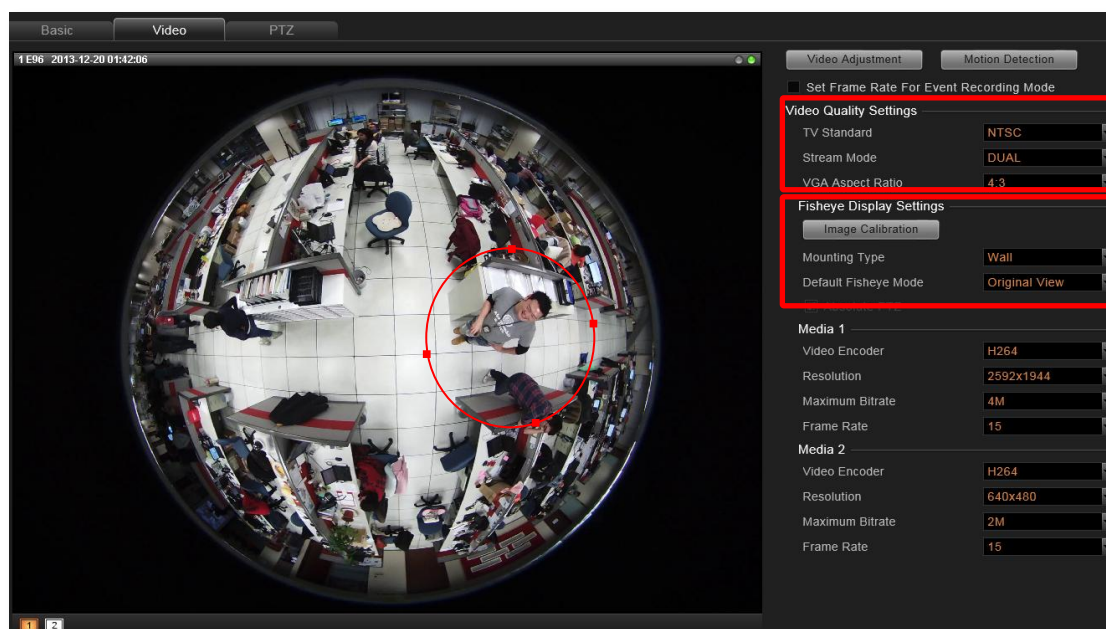 Basic Video PTZ
1 E96 2013-12-20 01:42:06
Video Adjustment Motion Detection
Set Frame Rate For Event Recording Mode
Video Quality Settings
TV Standard NTSC
Stream Mode DUAL
VGA Aspect Ratio 4:3
Fisheye Display Settings
Image Calibration
Mounting Type Wall
Default Fisheye Mode Original View
Absolute PTZ
Media 1
Video Encoder H264
Resolution 2592x1944
Maximum Bitrate 4M
Frame Rate 15
Media 2
Video Encoder H264
Resolution 640x480
Maximum Bitrate 2M
Frame Rate 15
1 2